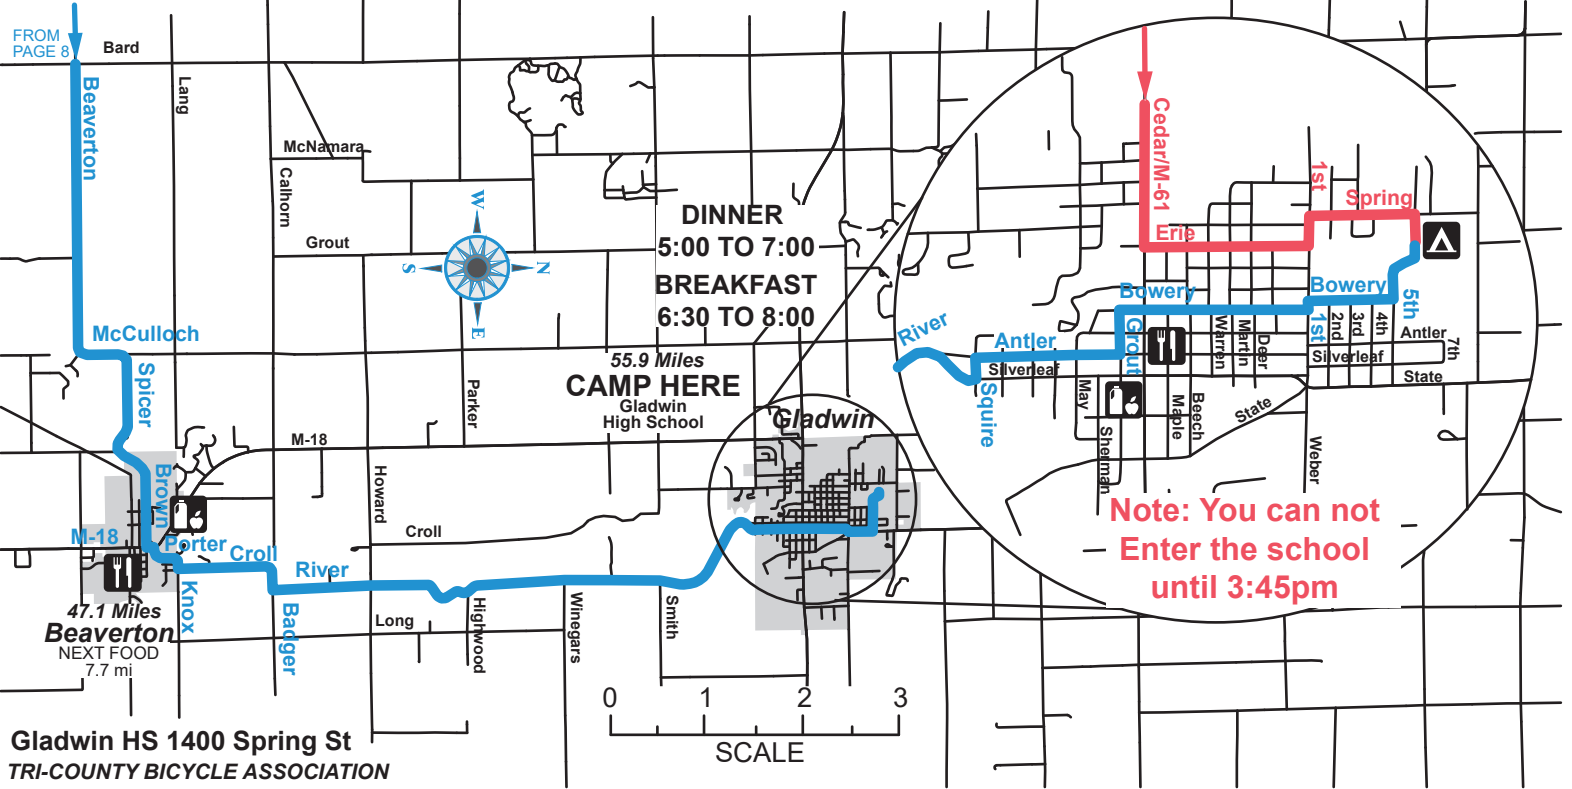 FROM
PAGE 8
Bard
Beaverton
Lang
McNamara
Calhorn
Grout
W
N
S
E
DINNER
5:00 TO 7:00
BREAKFAST
6:30 TO 8:00
55.9 Miles
CAMP HERE
Gladwin
High School
McCulloch
Spicer
Parker
M-18
Howard
Brown
M-18
Porter
Croll
Croll
River
Knox
Badger
Long
Highwood
Winegars
Smith
Gladwin
47.1 Miles
Beaverton
NEXT FOOD
7.7 mi
Cedar/M-61
Erie
1st
Spring
Bowery
Bowery
5th
River
Antler
Silverleaf
Squire
Grout
May
Sherman
Maple
Beech
Warren
Martin
Deer
1st
2nd
3rd
4th
Antler
7th
Silverleaf
State
State
Weber
Note: You can not
Enter the school
until 3:45pm
0 1 2 3
SCALE
Gladwin HS 1400 Spring St
TRI-COUNTY BICYCLE ASSOCIATION